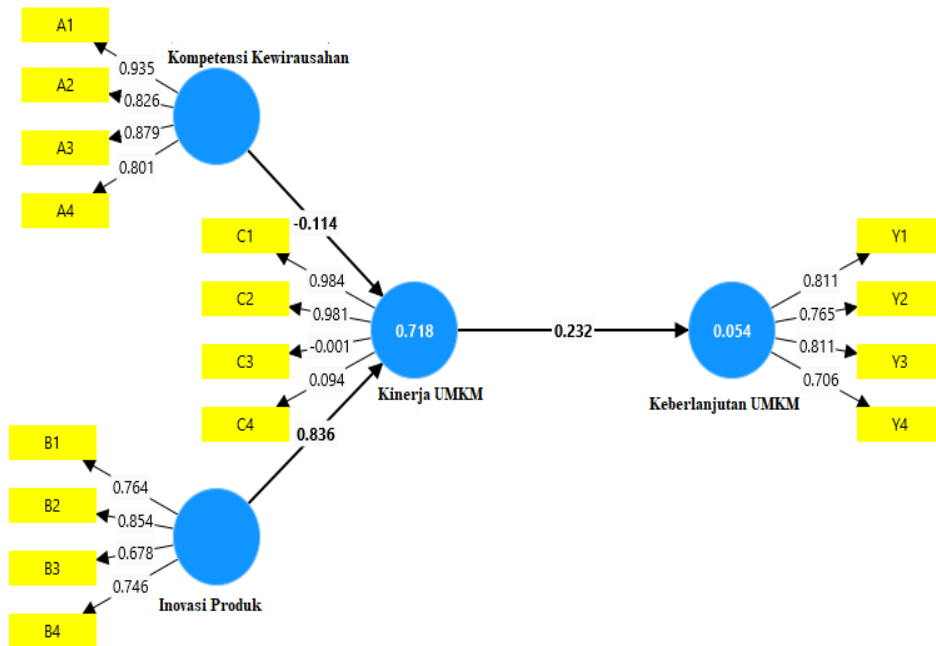 A1
Kompetensi Kewirausahan
0.935
A2
0.826
A3
0.879
0.801
A4
-0.114
C1
0.984
C2
0.981
C3
-0.001
0.094
C4
0.718
Kinerja UMKM
0.232
0.054
Keberlanjutan UMKM
Y1
0.811
Y2
0.765
Y3
0.811
0.706
Y4
0.836
B1
0.764
B2
0.854
B3
0.678
0.746
B4
Inovasi Produk